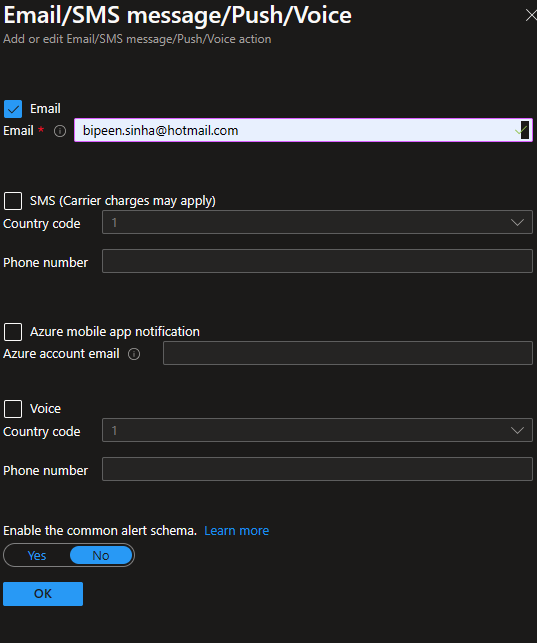 Email/SMS message/Push/Voice
Add or edit Email/SMS message/Push/Voice action
Email
Email * bipeen.sinha@hotmail.com
SMS (Carrier charges may apply)
Country code 1
Phone number
Azure mobile app notification
Azure account email
Voice
Country code 1
Phone number
Enable the common alert schema. Learn more
Yes No
OK